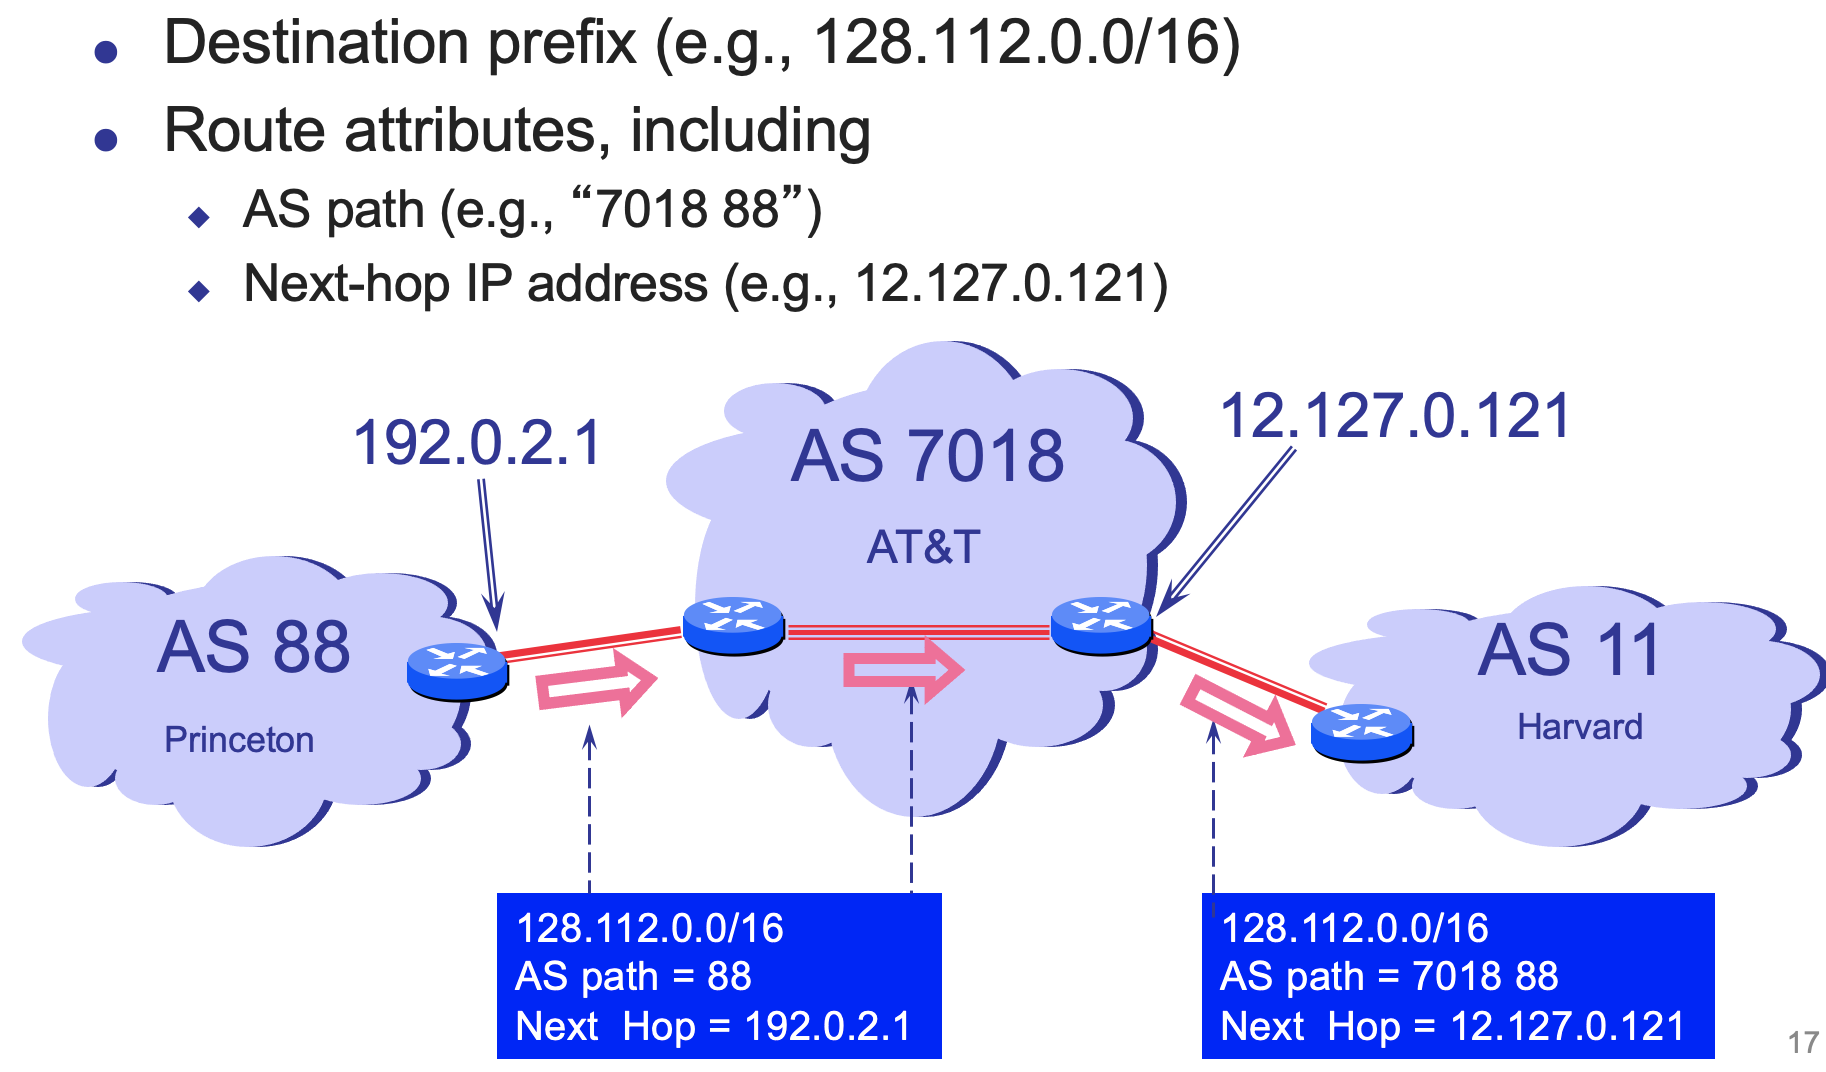 Destination prefix (e.g., 128.112.0.0/16)
Route attributes, including
AS path (e.g., “7018 88”)
Next-hop IP address (e.g., 12.127.0.121)
192.0.2.1
AS 7018
AT&T
12.127.0.121
AS 88
Princeton
AS 11
Harvard
128.112.0.0/16
AS path = 88
Next  Hop = 192.0.2.1
128.112.0.0/16
AS path = 7018 88
Next  Hop = 12.127.0.121
17